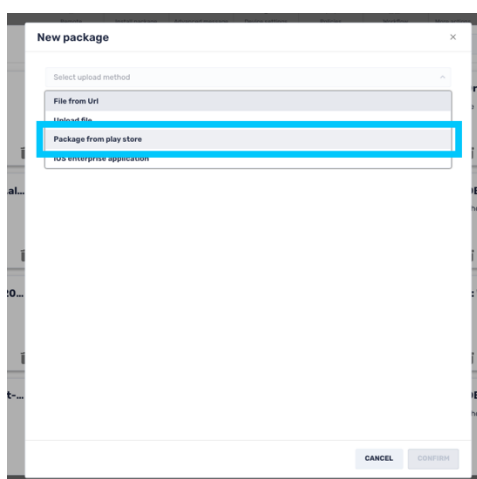 New package
×
Select upload method
File from Url
Upload file
Package from play store
IOS enterprise application
al...
t-...
CANCEL
CONFIRM